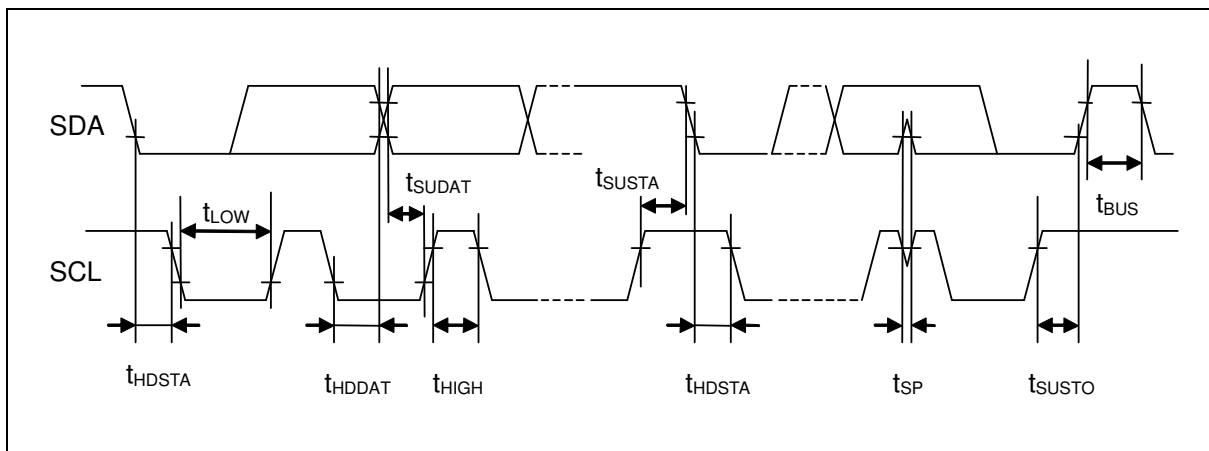 SDA
tSUDAT
tSUSTA
tLOW
tBUS
SCL
tHDSTA
tHDDAT
tHIGH
tHDSTA
tSP
tSUSTO